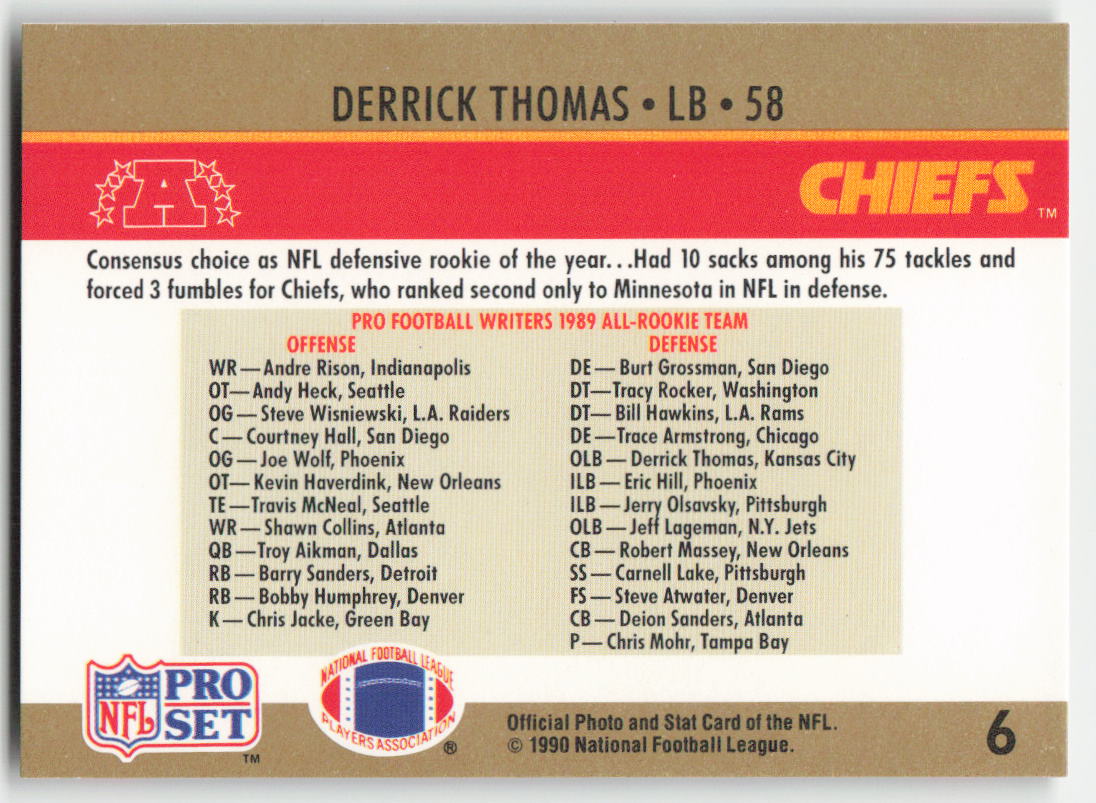 DERRICK THOMAS • LB • 58
A
CHIEFS TM
Consensus choice as NFL defensive rookie of the year. . .Had 10 sacks among his 75 tackles and
forced 3 fumbles for Chiefs, who ranked second only to Minnesota in NFL in defense.
PRO FOOTBALL WRITERS 1989 ALL-ROOKIE TEAM
OFFENSE
WR — Andre Rison, Indianapolis
OT— Andy Heck, Seattle
OG — Steve Wisniewski, L.A. Raiders
C — Courtney Hall, San Diego
OG — Joe Wolf, Phoenix
OT— Kevin Haverdink, New Orleans
TE —Travis McNeal, Seattle
WR — Shawn Collins, Atlanta
QB —Troy Aikman, Dallas
RB — Barry Sanders, Detroit
RB — Bobby Humphrey, Denver
K — Chris Jacke, Green Bay
DEFENSE
DE — Burt Grossman, San Diego
DT—Tracy Rocker, Washington
DT— Bill Hawkins, L.A. Rams
DE —Trace Armstrong, Chicago
OLB — Derrick Thomas, Kansas City
ILB — Eric Hill, Phoenix
ILB — Jerry Olsavsky, Pittsburgh
OLB — Jeff Lageman, N.Y. Jets
CB — Robert Massey, New Orleans
SS — Carnell Lake, Pittsburgh
FS — Steve Atwater, Denver
CB — Deion Sanders, Atlanta
P— Chris Mohr, Tampa Bay
NFL PRO SET TM
NATIONAL FOOTBALL LEAGUE
PLAYERS ASSOCIATION ®
Official Photo and Stat Card of the NFL.
© 1990 National Football League.
6